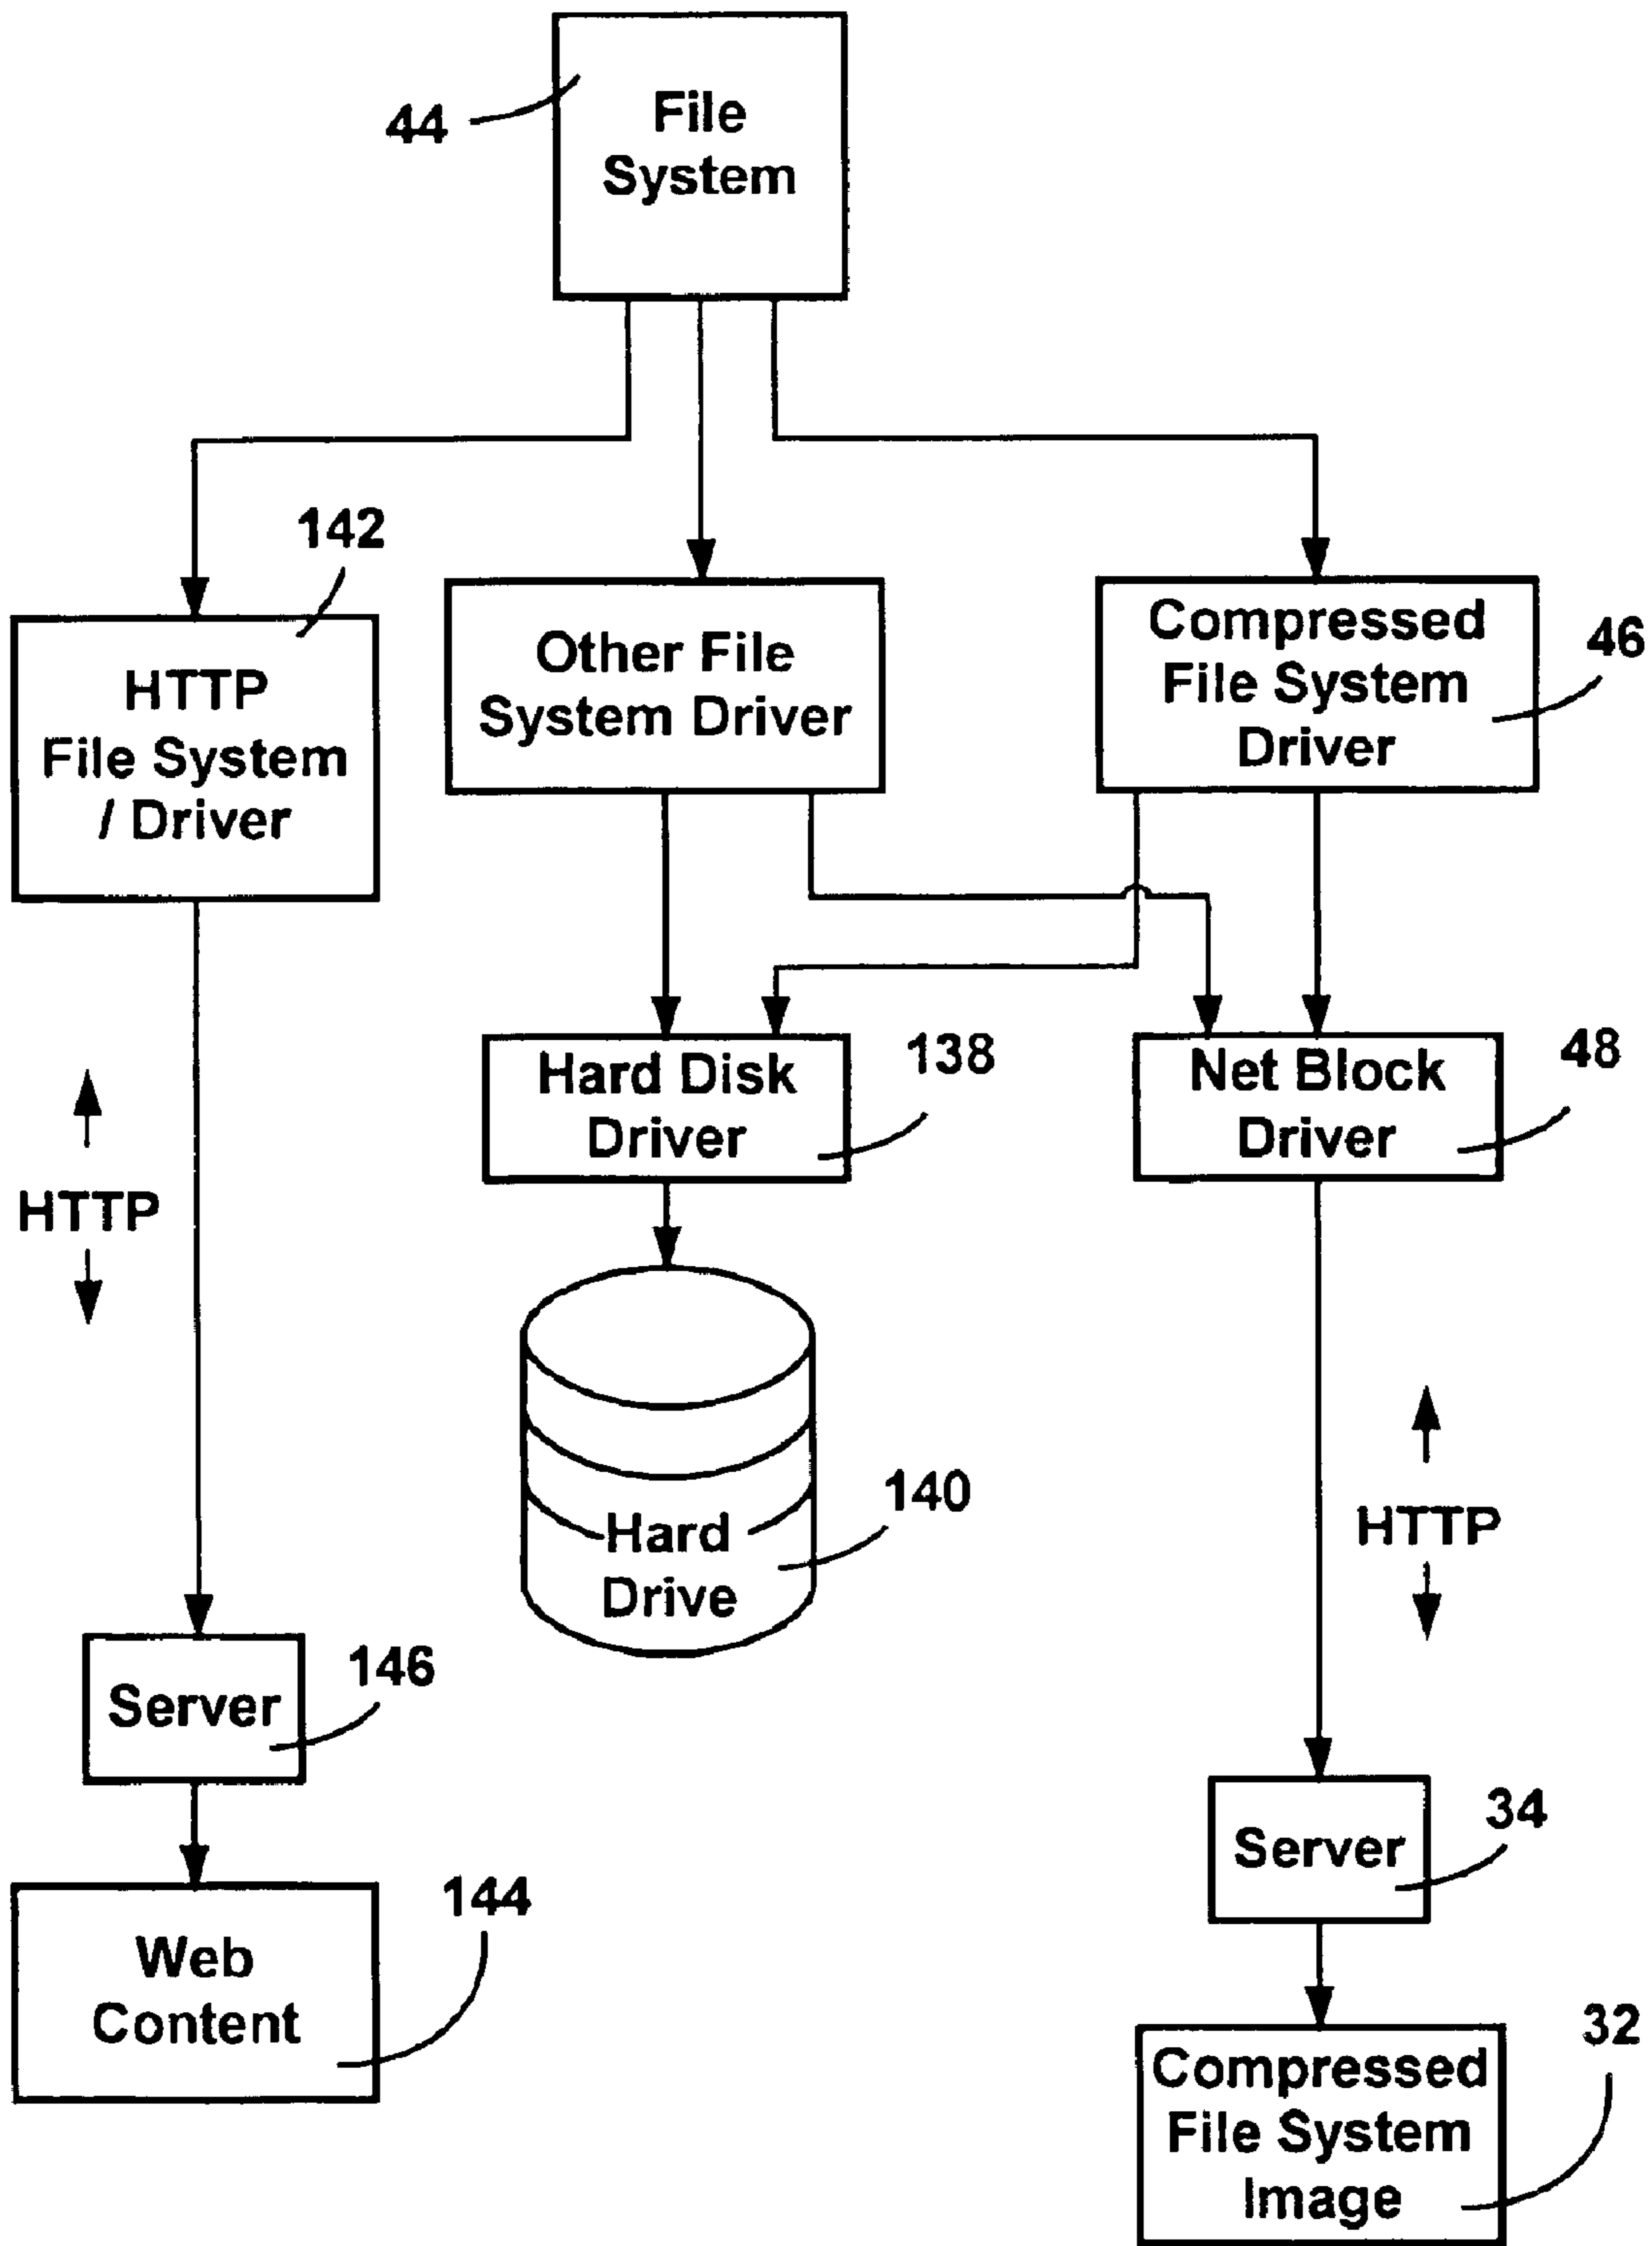 44
File
System
142
HTTP
File System
/ Driver
Other File
System Driver
Compressed
File System
Driver
46
HTTP
Hard Disk
Driver
138
Net Block
Driver
48
Hard
Drive
140
HTTP
Server
146
Server
34
Web
Content
144
Compressed
File System
Image
32